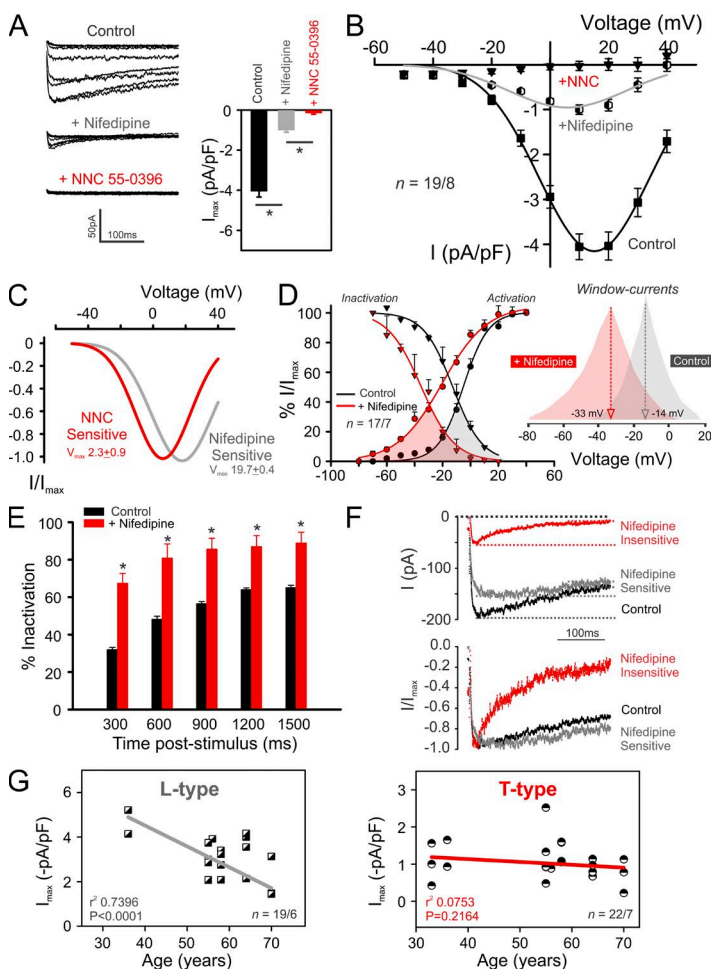 A
Control
+ Nifedipine
+ NNC 55-0396
50pA
100ms
Control
+ Nifedipine
+ NNC 55-0396
0
-2
-4
-6
Imax (pA/pF)
*
*
B
Voltage (mV)
-60 -40 -20 0 20 40
+NNC
+Nifedipine
-1
-2
-3
-4
n = 19/8
I (pA/pF)
Control
C
Voltage (mV)
-40 0 40
0
-0.2
-0.4
-0.6
-0.8
-1.0
I/Imax
NNC
Sensitive
Vmax 2.3±0.9
Nifedipine
Sensitive
Vmax 19.7±0.4
D
Inactivation
Activation
100
80
60
40
20
0
% I/Imax
Control
+ Nifedipine
n = 17/7
-80 -60 -40 -20 0 20 40
Window-currents
+ Nifedipine
Control
-33 mV
-14 mV
-80 -60 -40 -20 0 20
Voltage (mV)
E
Control
+ Nifedipine
100
80
60
40
20
0
% Inactivation
* * * * *
300 600 900 1200 1500
Time post-stimulus (ms)
F
0
-100
-200
I (pA)
Nifedipine
Insensitive
Nifedipine
Sensitive
Control
100ms
0.0
-0.2
-0.4
-0.6
-0.8
-1.0
I/Imax
Nifedipine
Insensitive
Control
Nifedipine
Sensitive
G
L-type
6
4
2
0
Imax (-pA/pF)
r² 0.7396
P<0.0001
n = 19/6
30 40 50 60 70
Age (years)
T-type
3
2
1
0
Imax (-pA/pF)
r² 0.0753
P=0.2164
n = 22/7
30 40 50 60 70
Age (years)